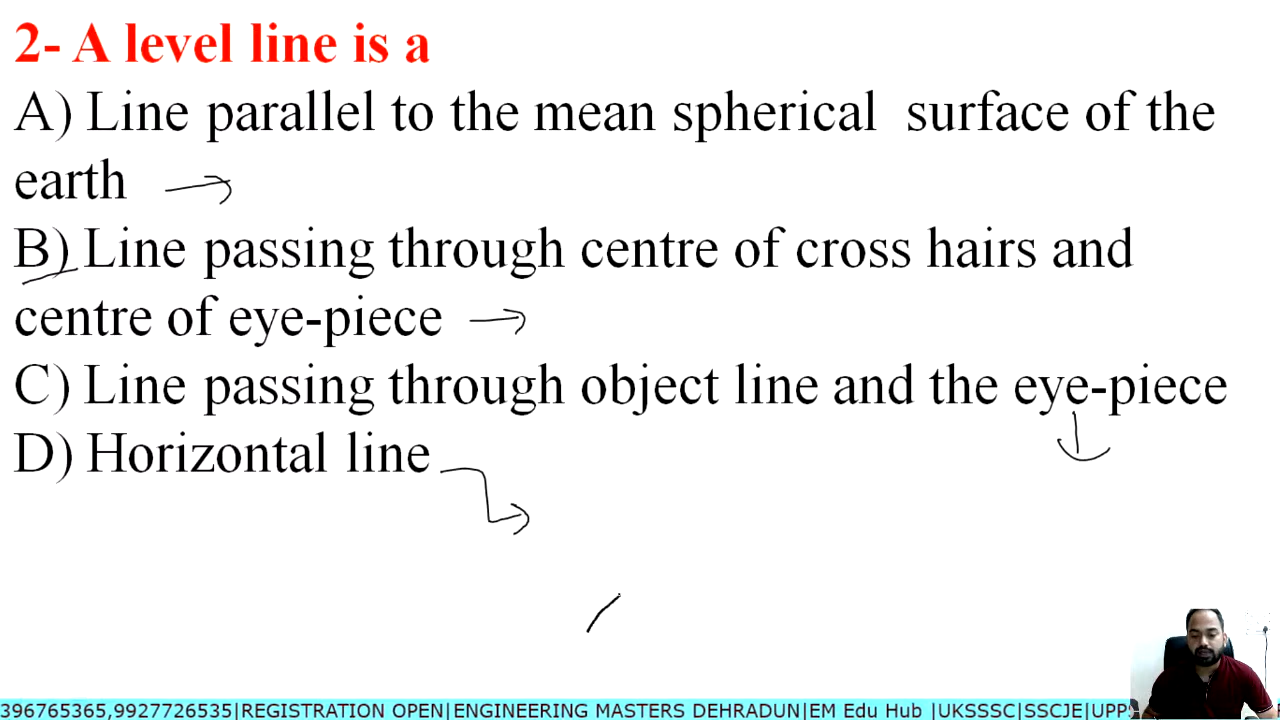 2- A level line is a
A) Line parallel to the mean spherical surface of the
earth
B) Line passing through centre of cross hairs and
centre of eye-piece
C) Line passing through object line and the eye-piece
D) Horizontal line
396765365,9927726535|REGISTRATION OPEN|ENGINEERING MASTERS DEHRADUN|EM Edu Hub |UKSSSC|SSCJE|UPP